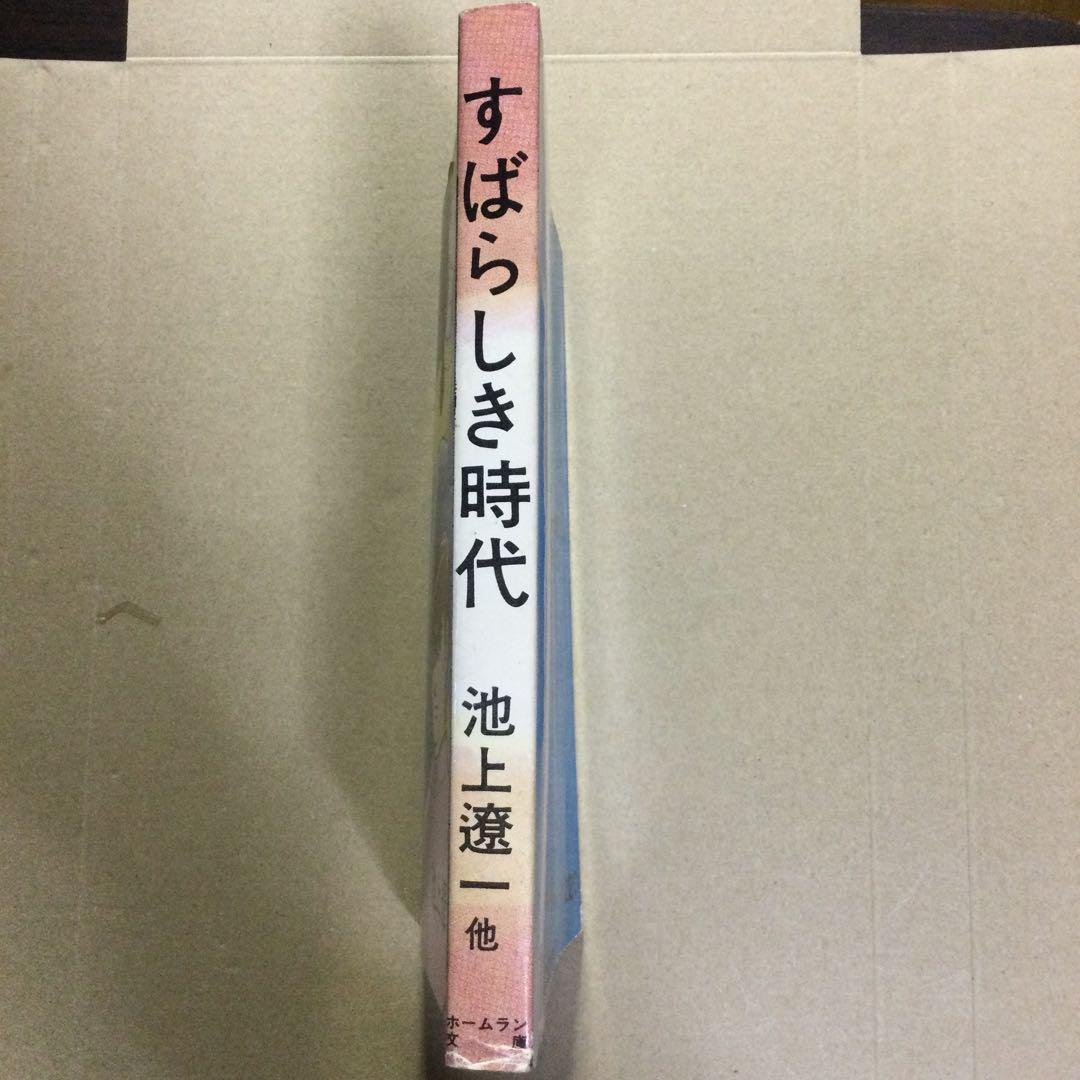 すばらしき時代
池上遼一
他
ホームラン
文庫